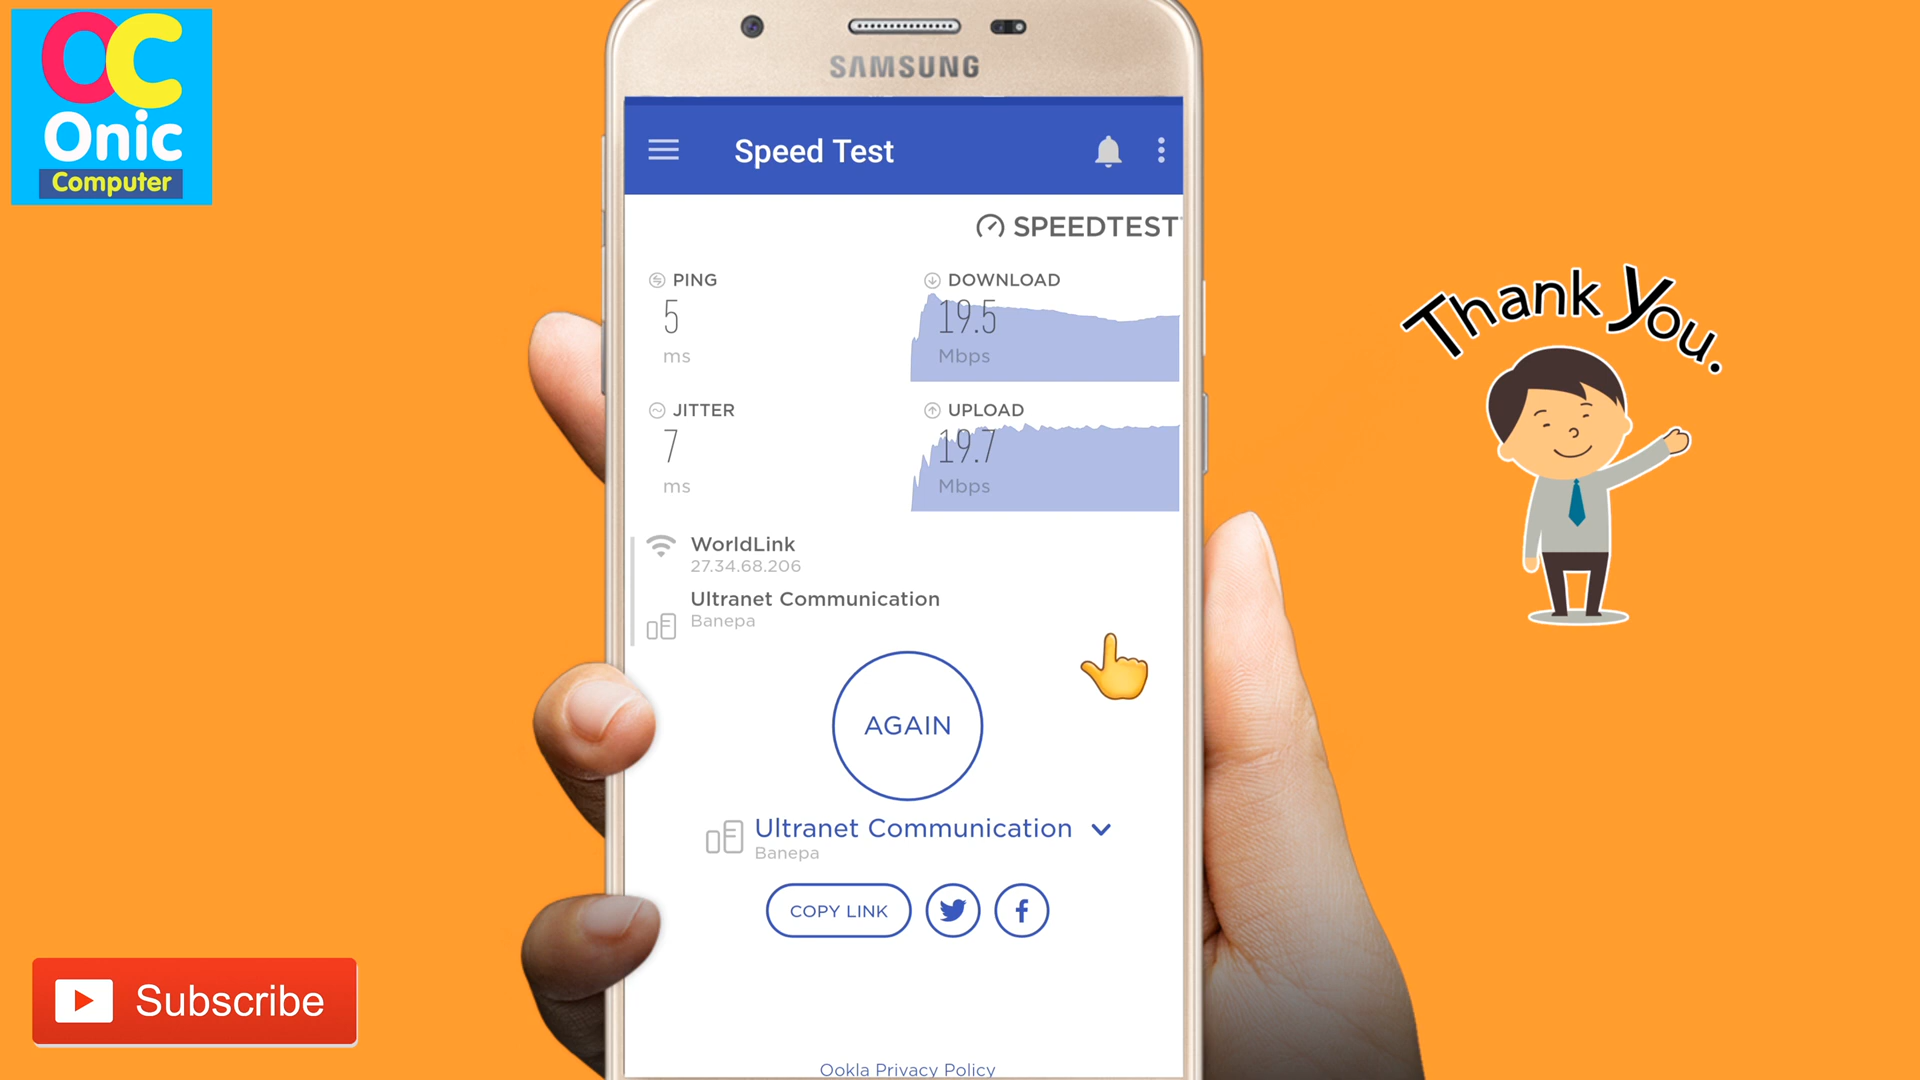 OC
Onic
Computer
SAMSUNG
Speed Test
SPEEDTEST
PING
5
ms
DOWNLOAD
19.5
Mbps
JITTER
7
ms
UPLOAD
19.7
Mbps
WorldLink
27.34.68.206
Ultranet Communication
Banepa
AGAIN
Ultranet Communication
Banepa
COPY LINK
Ookla Privacy Policy
Thank You.
Subscribe